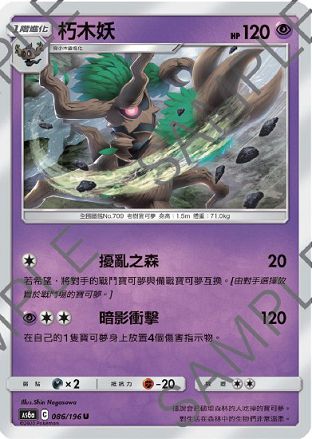 1階進化 朽木妖 HP 120
從小木靈進化
全國圖鑑No.709 老樹寶可夢 身高：1.5m 體重：71.0kg
擾亂之森 20
若希望，將對手的戰鬥寶可夢與備戰寶可夢互換。[由對手選擇放置於戰鬥場的寶可夢。]
暗影衝擊 120
在自己的1隻寶可夢身上放置4個傷害指示物。
弱點 ×2 抵抗力 -20 撤退
Illus.Shin Nagasawa
AS6a C 086/196 U
SAMPLE